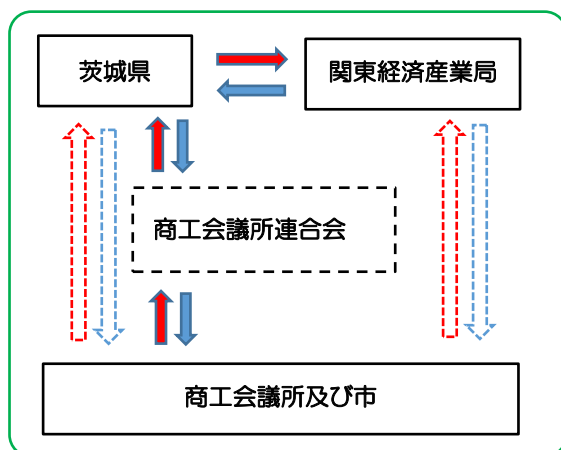 茨城県
関東経済産業局
商工会議所連合会
商工会議所及び市